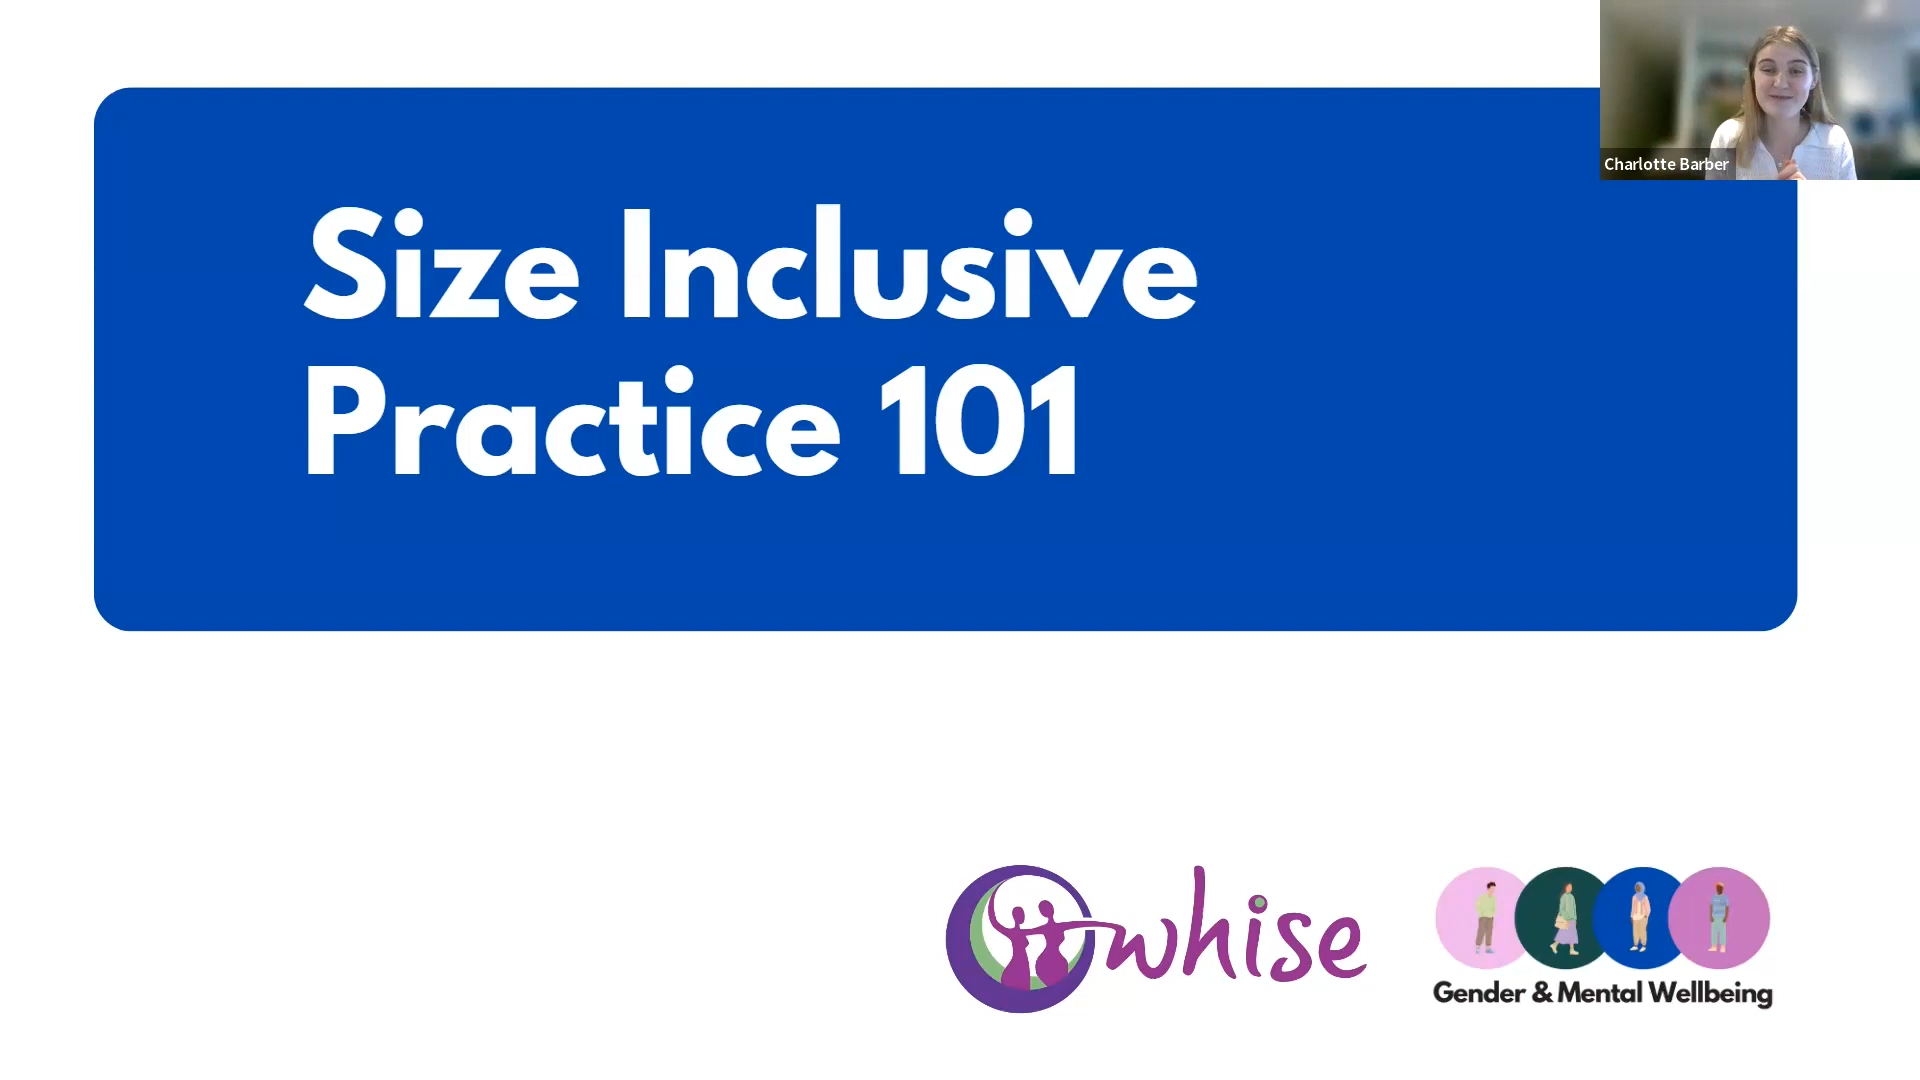 Charlotte Barber
Size Inclusive
Practice 101
whise
Gender & Mental Wellbeing